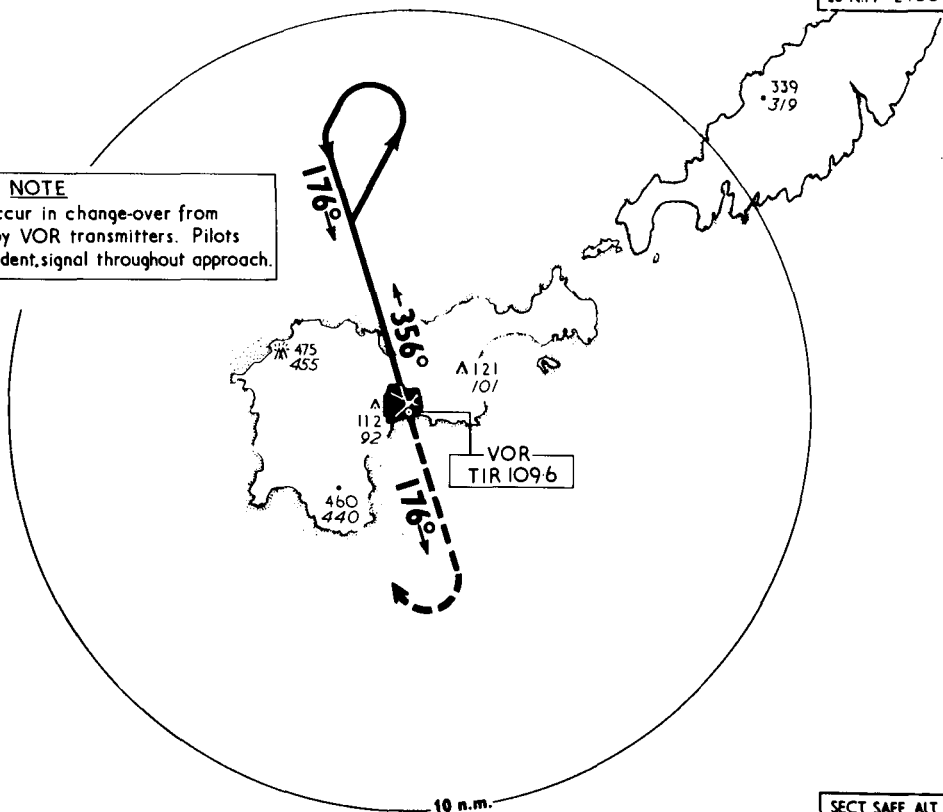 339
319
NOTE
ccur in change-over from
by VOR transmitters. Pilots
dent. signal throughout approach.
176°
356°
475
455
121
101
112
92
VOR
TIR 109.6
460
440
176°
10 n.m.
SECT SAFE ALT